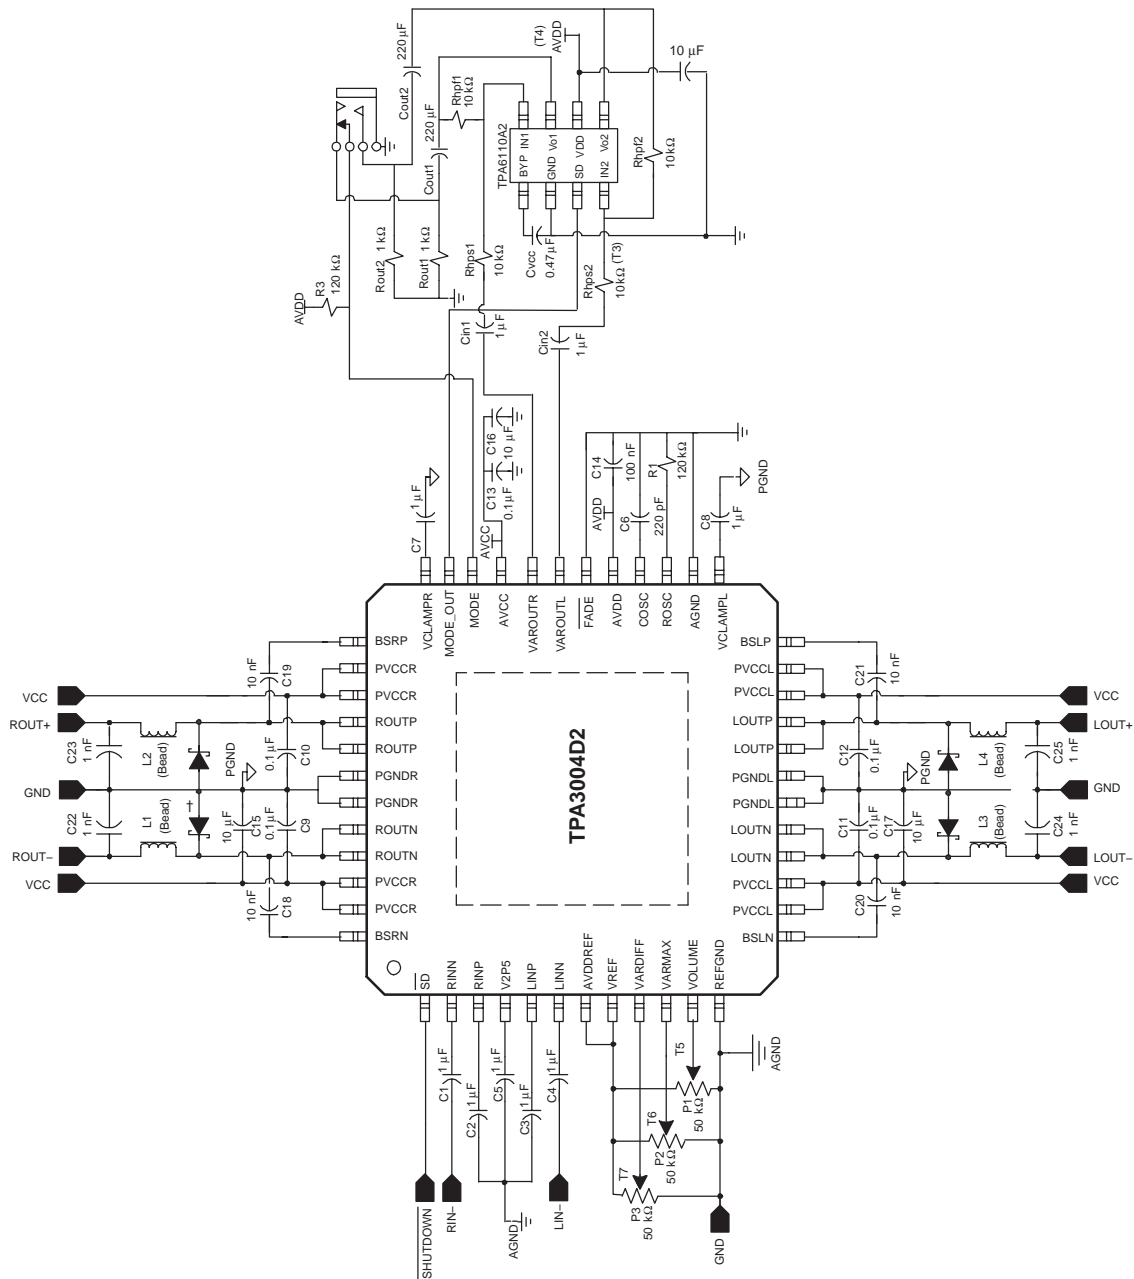 220 μF
Cout2
220 μF
Cout1
Rhpf1
10 kΩ
(T4)
AVDD
10 μF
TPA6110A2
BYP IN1
GND Vo1
SD VDD
IN2 Vo2
Rhpf2
10 kΩ
AVDD
R3
120 kΩ
Rout2 1 kΩ
Rout1 1 kΩ
Rhps1
10 kΩ
Cvcc
0.47 μF
Rhps2
10 kΩ (T3)
Cin1
1 μF
Cin2
1 μF
C7
1 μF
AVCC
C13
0.1 μF
C16
10 μF
AVDD
C14
100 nF
C6
220 pF
R1
120 kΩ
C8
1 μF
PGND
VCLAMPR
MODE_OUT
MODE
AVCC
VAROUTR
VAROUTL
FADE
AVDD
COSC
ROSC
AGND
VCLAMPL
VCC
ROUT+
GND
ROUT−
VCC
C23
1 nF
C22
1 nF
L2
(Bead)
L1
(Bead)
PGND
†
10 nF
C19
C10
0.1 μF
C15
10 μF
C9
0.1 μF
10 nF
C18
BSRP
PVCCR
PVCCR
ROUTP
ROUTP
PGNDR
PGNDR
ROUTN
ROUTN
PVCCR
PVCCR
BSRN
TPA3004D2
BSLP
PVCCL
PVCCL
LOUTP
LOUTP
PGNDL
PGNDL
LOUTN
LOUTN
PVCCL
PVCCL
BSLN
C21
10 nF
C12
0.1 μF
PGND
C11
0.1 μF
C17
10 μF
C20
10 nF
L4
(Bead)
L3
(Bead)
C25
1 nF
C24
1 nF
VCC
LOUT+
GND
LOUT−
VCC
SD
RINN
RINP
V2P5
LINP
LINN
AVDDREF
VREF
VARDIFF
VARMAX
VOLUME
REFGND
C1
1 μF
C2
1 μF
C5
1 μF
C3
1 μF
C4
1 μF
T5
P1
50 kΩ
T6
P2
50 kΩ
T7
P3
50 kΩ
AGND
SHUTDOWN
RIN−
AGND
LIN−
GND